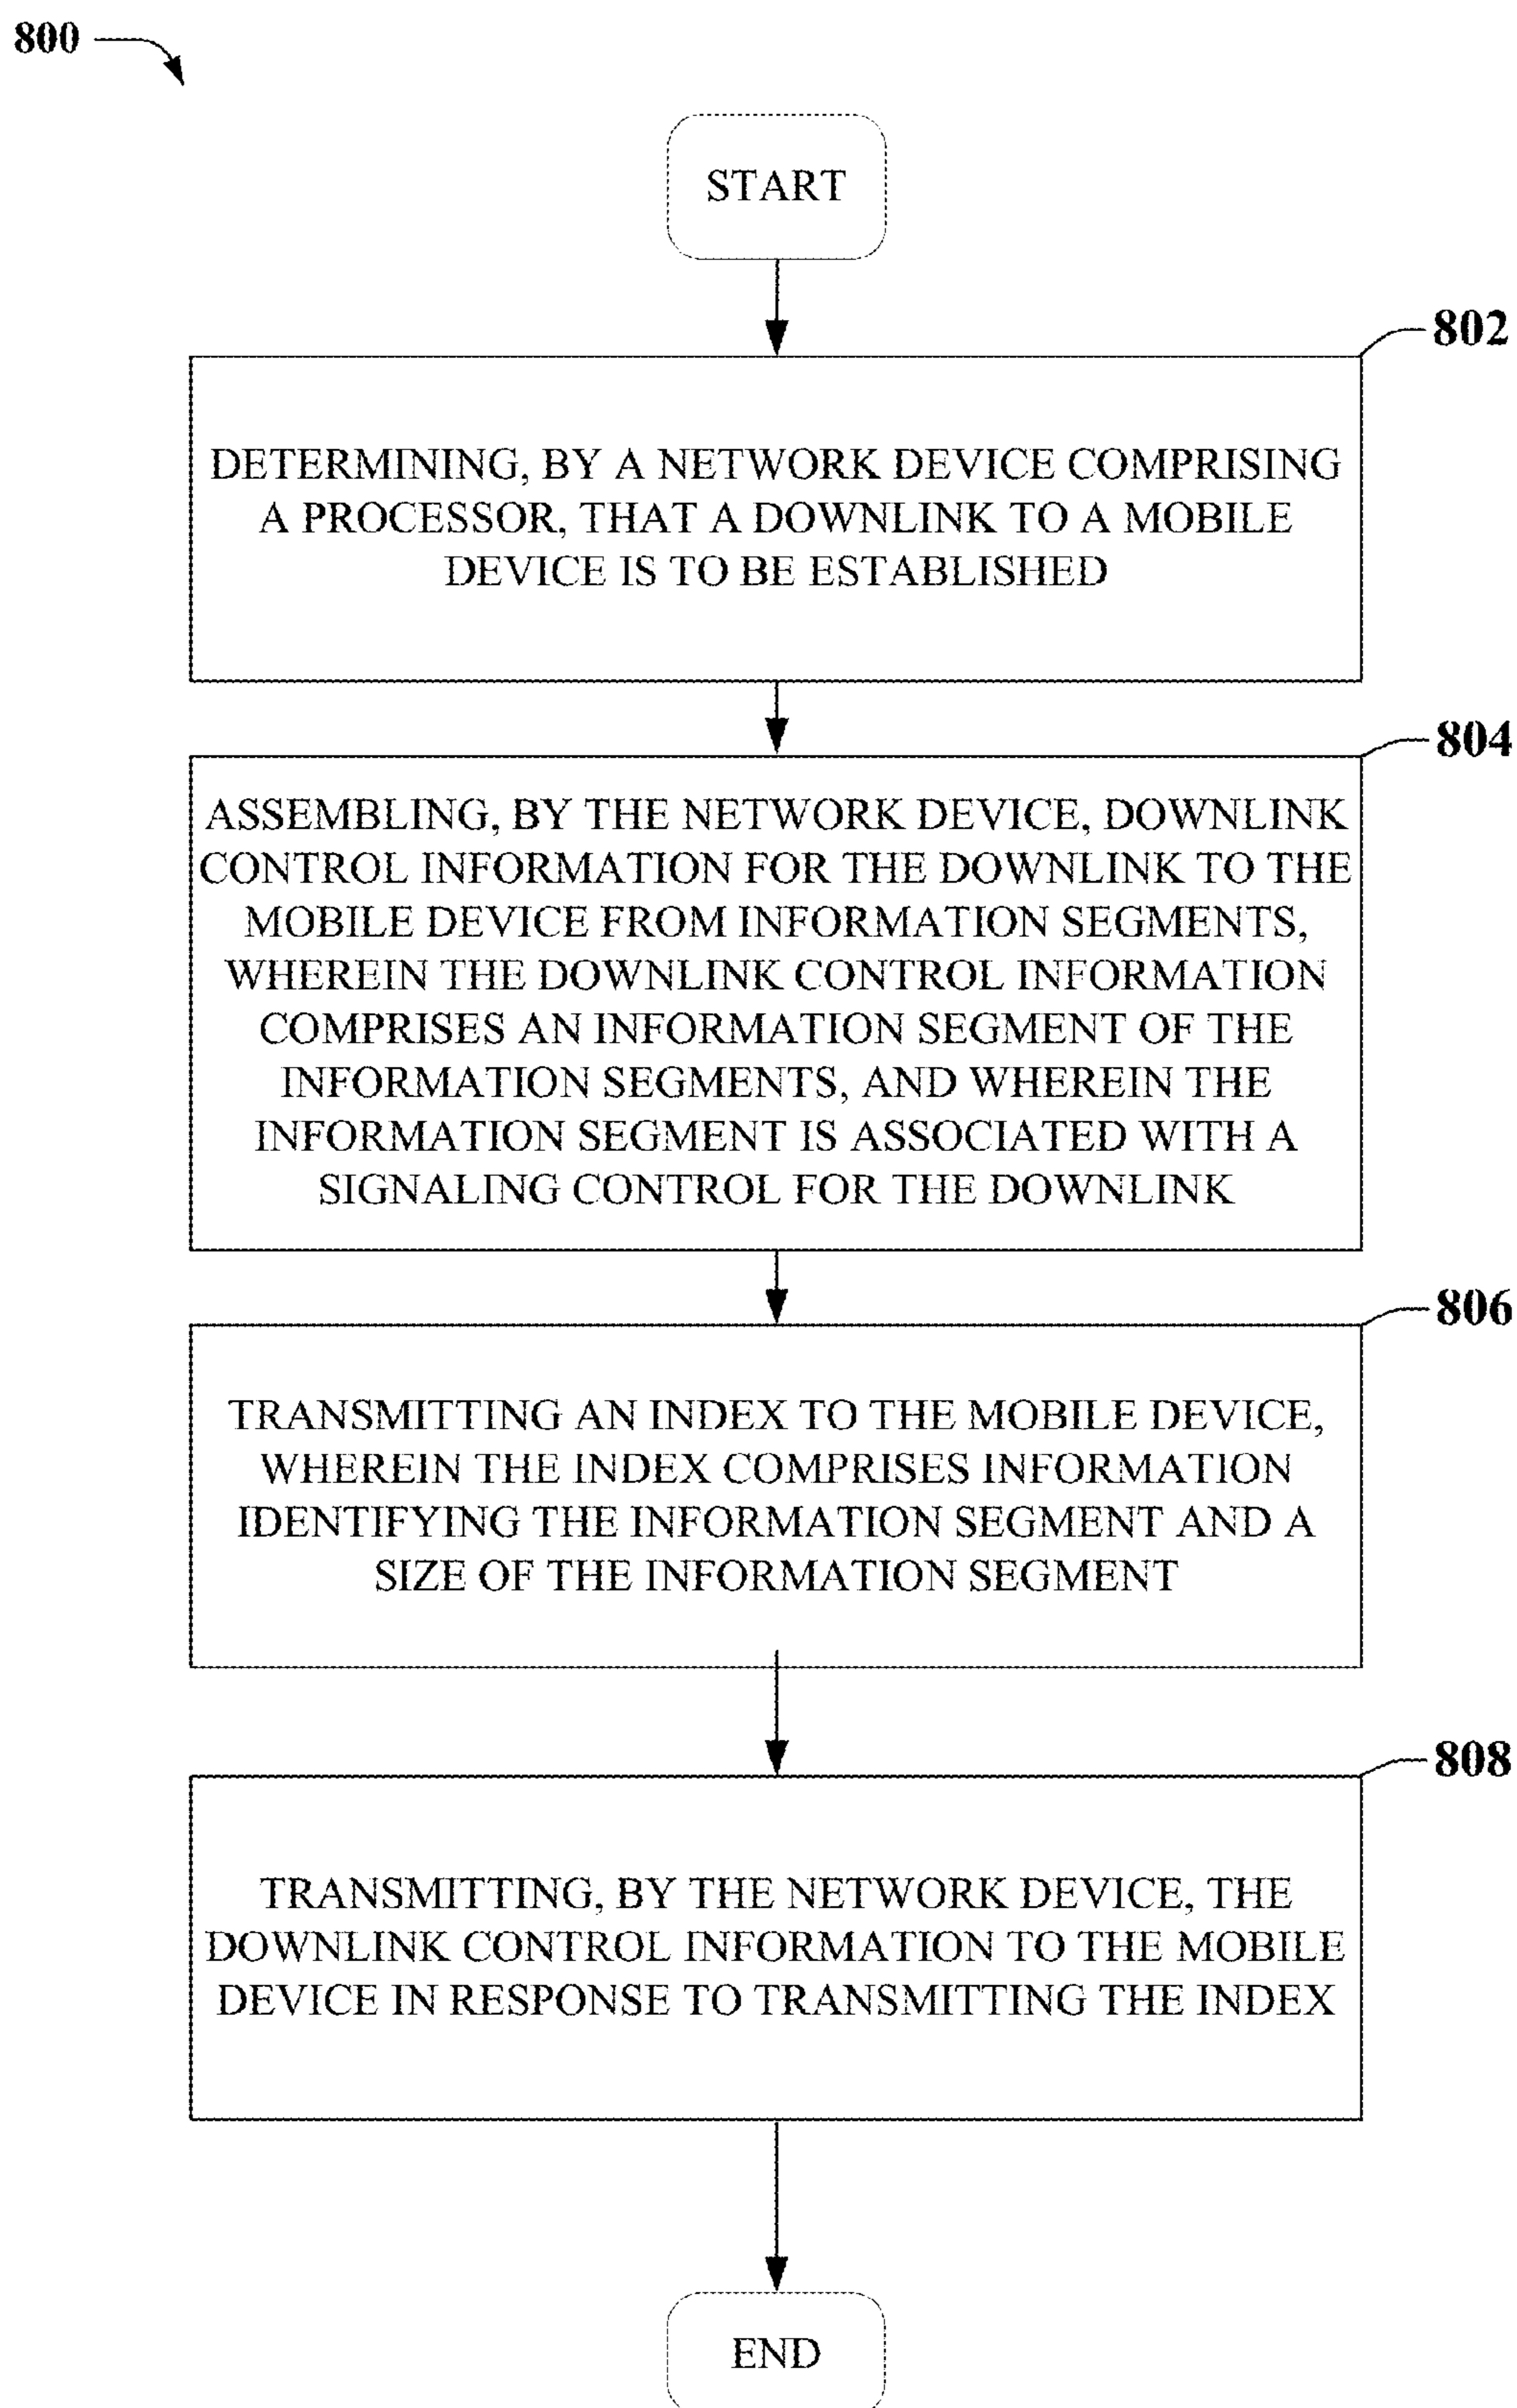 800
START
802
DETERMINING, BY A NETWORK DEVICE COMPRISING
A PROCESSOR, THAT A DOWNLINK TO A MOBILE
DEVICE IS TO BE ESTABLISHED
804
ASSEMBLING, BY THE NETWORK DEVICE, DOWNLINK
CONTROL INFORMATION FOR THE DOWNLINK TO THE
MOBILE DEVICE FROM INFORMATION SEGMENTS,
WHEREIN THE DOWNLINK CONTROL INFORMATION
COMPRISES AN INFORMATION SEGMENT OF THE
INFORMATION SEGMENTS, AND WHEREIN THE
INFORMATION SEGMENT IS ASSOCIATED WITH A
SIGNALING CONTROL FOR THE DOWNLINK
806
TRANSMITTING AN INDEX TO THE MOBILE DEVICE,
WHEREIN THE INDEX COMPRISES INFORMATION
IDENTIFYING THE INFORMATION SEGMENT AND A
SIZE OF THE INFORMATION SEGMENT
808
TRANSMITTING, BY THE NETWORK DEVICE, THE
DOWNLINK CONTROL INFORMATION TO THE MOBILE
DEVICE IN RESPONSE TO TRANSMITTING THE INDEX
END